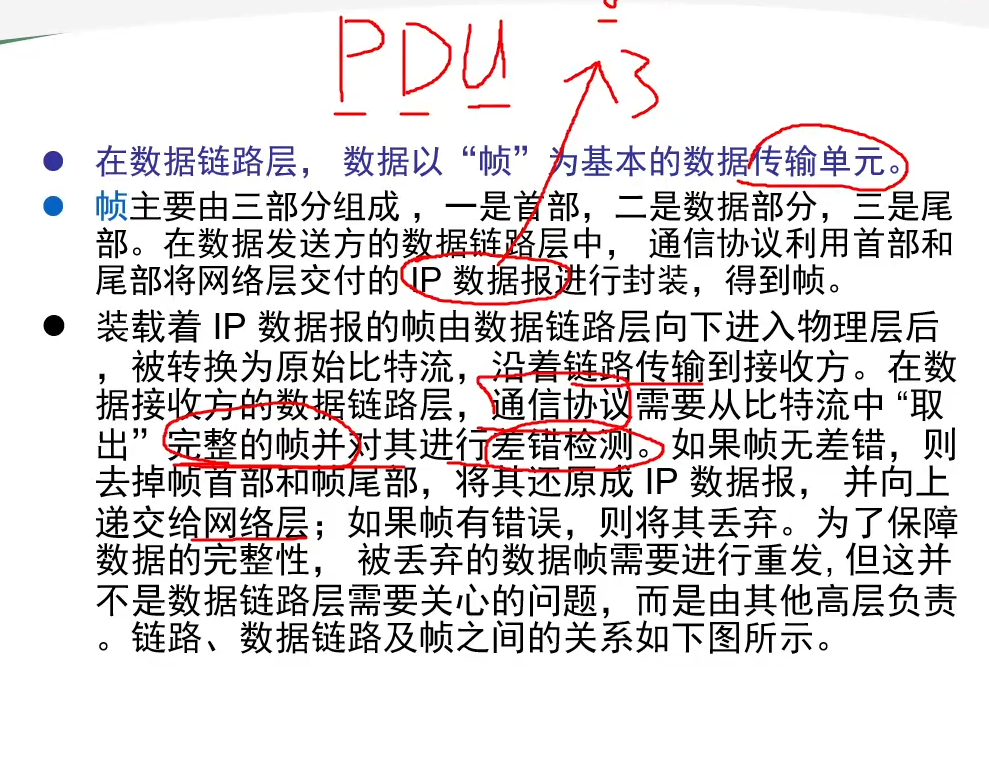 PDU
3
在数据链路层， 数据以“帧”为基本的数据传输单元。
帧主要由三部分组成 ，一是首部，二是数据部分，三是尾
部。在数据发送方的数据链路层中， 通信协议利用首部和
尾部将网络层交付的 IP 数据报进行封装，得到帧。
装载着 IP 数据报的帧由数据链路层向下进入物理层后
，被转换为原始比特流，沿着链路传输到接收方。在数
据接收方的数据链路层，通信协议需要从比特流中 “取
出” 完整的帧并对其进行差错检测。如果帧无差错，则
去掉帧首部和帧尾部，将其还原成 IP 数据报， 并向上
递交给网络层；如果帧有错误，则将其丢弃。为了保障
数据的完整性， 被丢弃的数据帧需要进行重发, 但这并
不是数据链路层需要关心的问题，而是由其他高层负责
。链路、数据链路及帧之间的关系如下图所示。